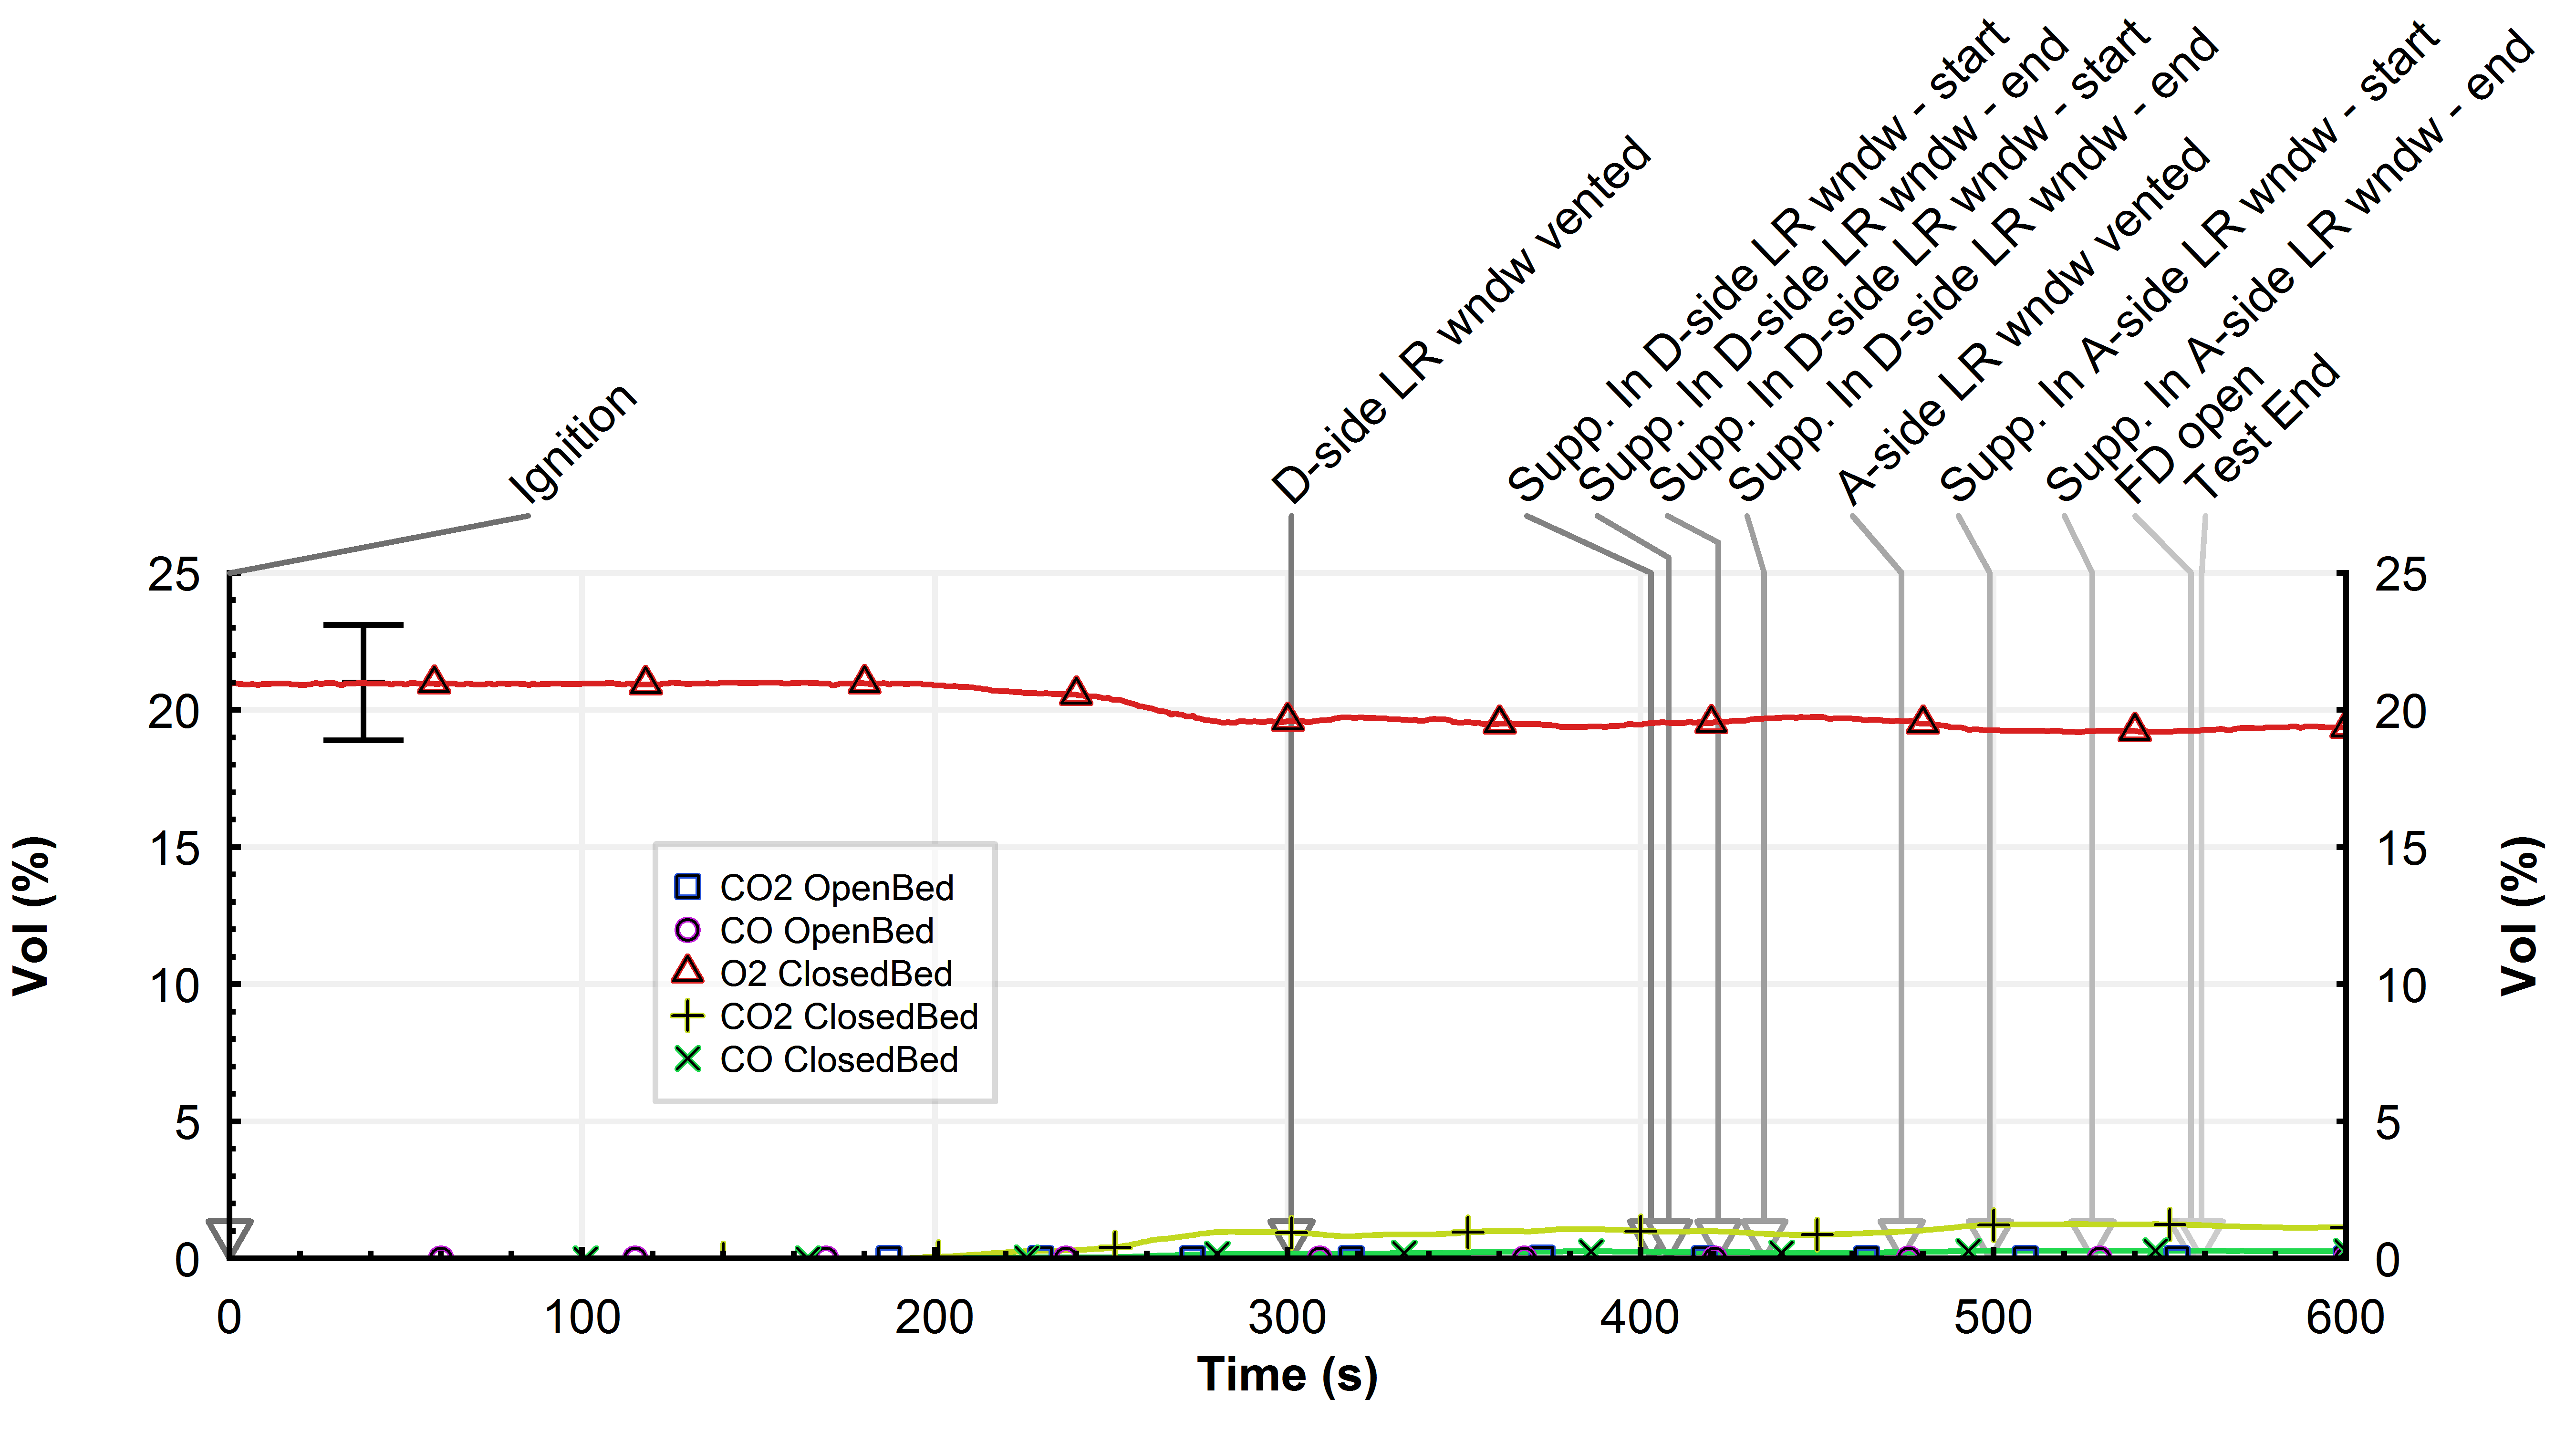 Ignition
D-side LR wndw vented
Supp. In D-side LR wndw - start
Supp. In D-side LR wndw - end
Supp. In D-side LR wndw - start
Supp. In D-side LR wndw - end
A-side LR wndw vented
Supp. In A-side LR wndw - start
Supp. In A-side LR wndw - end
FD open
Test End
25
20
15
10
5
0
Vol (%)
CO2 OpenBed
CO OpenBed
O2 ClosedBed
CO2 ClosedBed
CO ClosedBed
25
20
15
10
5
0
Vol (%)
0 100 200 300 400 500 600
Time (s)